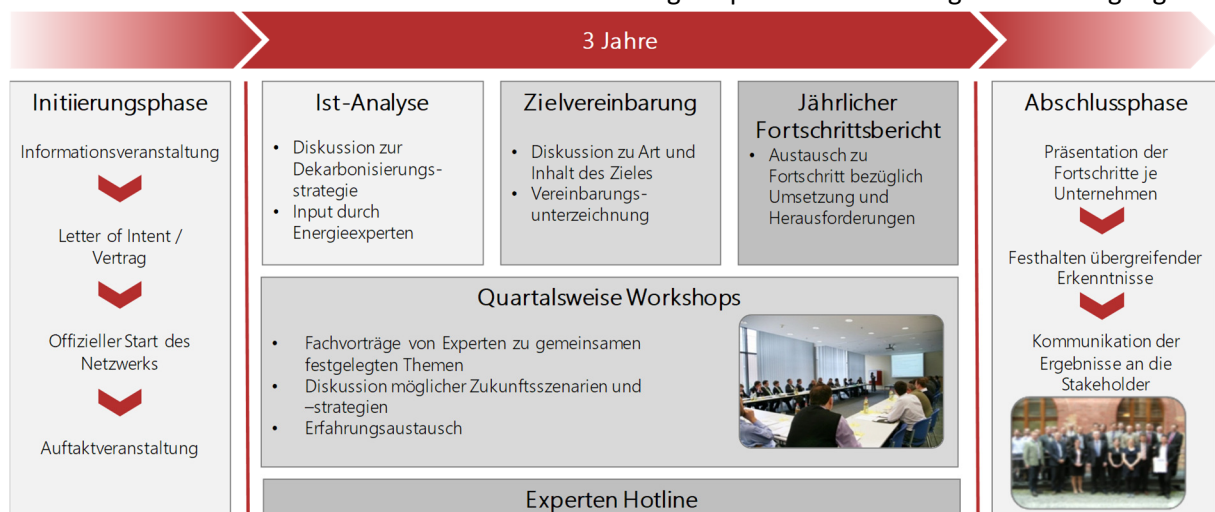 3 Jahre
Initiierungsphase
Informationsveranstaltung
Letter of Intent /
Vertrag
Offizieller Start des
Netzwerks
Auftaktveranstaltung
Ist-Analyse
• Diskussion zur
Dekarbonisierungs-
strategie
• Input durch
Energieexperten
Zielvereinbarung
• Diskussion zu Art und
Inhalt des Zieles
• Vereinbarungs-
unterzeichnung
Jährlicher
Fortschrittsbericht
• Austausch zu
Fortschritt bezüglich
Umsetzung und
Herausforderungen
Quartalsweise Workshops
• Fachvorträge von Experten zu gemeinsamen
festgelegten Themen
• Diskussion möglicher Zukunftsszenarien und
–strategien
• Erfahrungsaustausch
Experten Hotline
Abschlussphase
Präsentation der
Fortschritte je
Unternehmen
Festhalten übergreifender
Erkenntnisse
Kommunikation der
Ergebnisse an die
Stakeholder